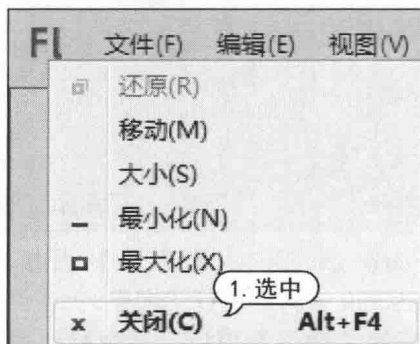 Fl 文件(F) 编辑(E) 视图(V)
还原(R)
移动(M)
大小(S)
最小化(N)
最大化(X)
1. 选中
x 关闭(C) Alt+F4